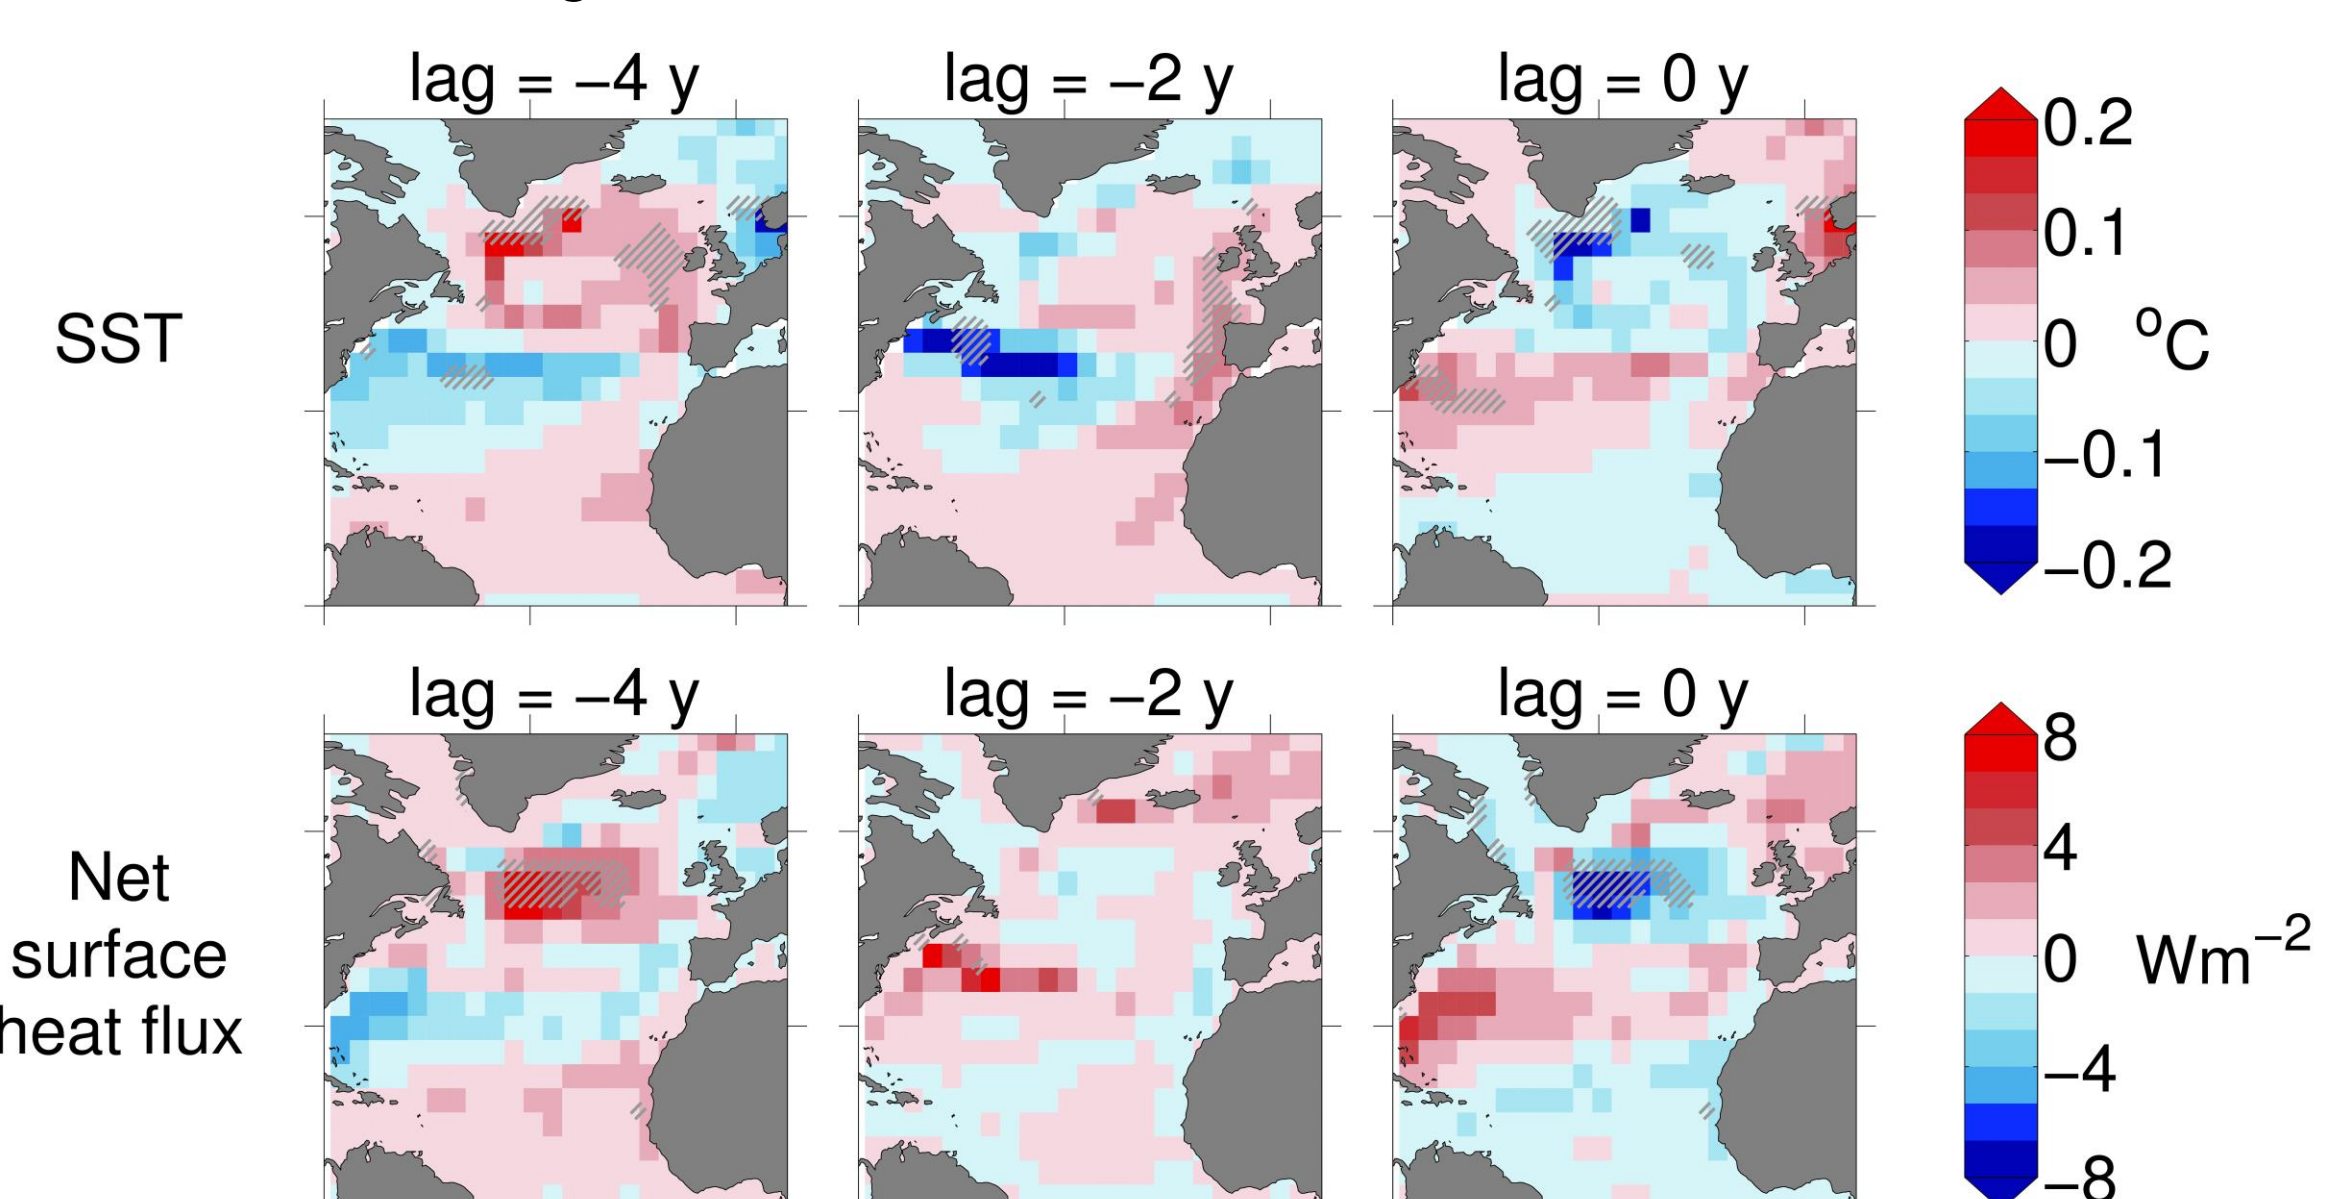 lag = −4 y
lag = −2 y
lag = 0 y
SST
0.2
0.1
0
−0.1
−0.2
°C
lag = −4 y
lag = −2 y
lag = 0 y
Net
surface
heat flux
8
4
0
−4
−8
Wm⁻²